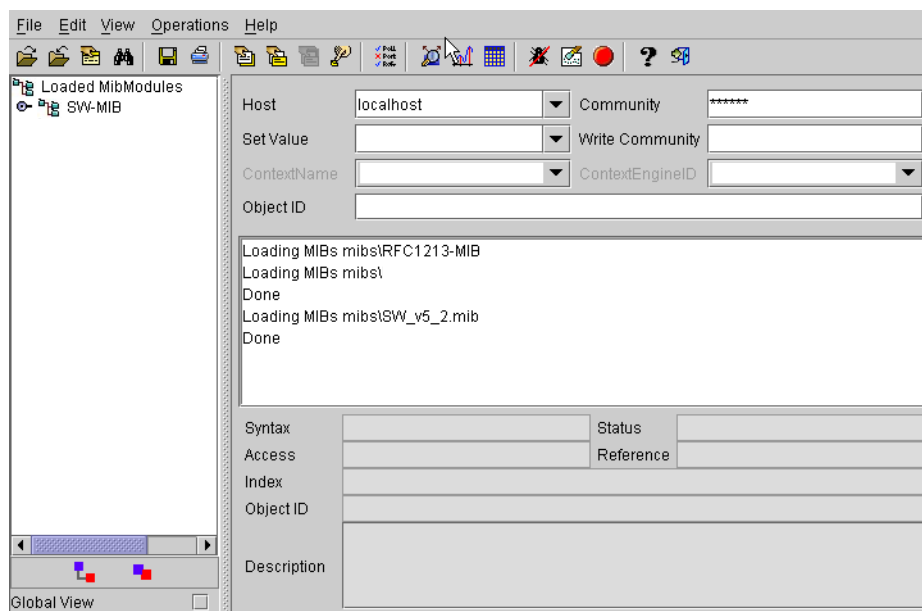 File Edit View Operations Help
Poll
Port
Loaded MibModules
SW-MIB
Host localhost Community ******
Set Value Write Community
ContextName ContextEngineID
Object ID
Loading MIBs mibs\RFC1213-MIB
Loading MIBs mibs\
Done
Loading MIBs mibs\SW_v5_2.mib
Done
Syntax Status
Access Reference
Index
Object ID
Description
Global View